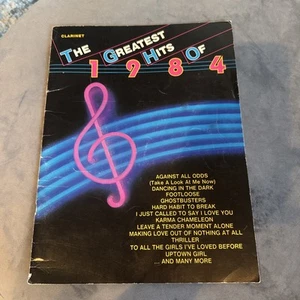 CLARINET
THE GREATEST
HITS OF
1984
AGAINST ALL ODDS
(Take A Look At Me Now)
DANCING IN THE DARK
FOOTLOOSE
GHOSTBUSTERS
HARD HABIT TO BREAK
I JUST CALLED TO SAY I LOVE YOU
KARMA CHAMELEON
LEAVE A TENDER MOMENT ALONE
MAKING LOVE OUT OF NOTHING AT ALL
THRILLER
TO ALL THE GIRLS I'VE LOVED BEFORE
UPTOWN GIRL
... AND MANY MORE